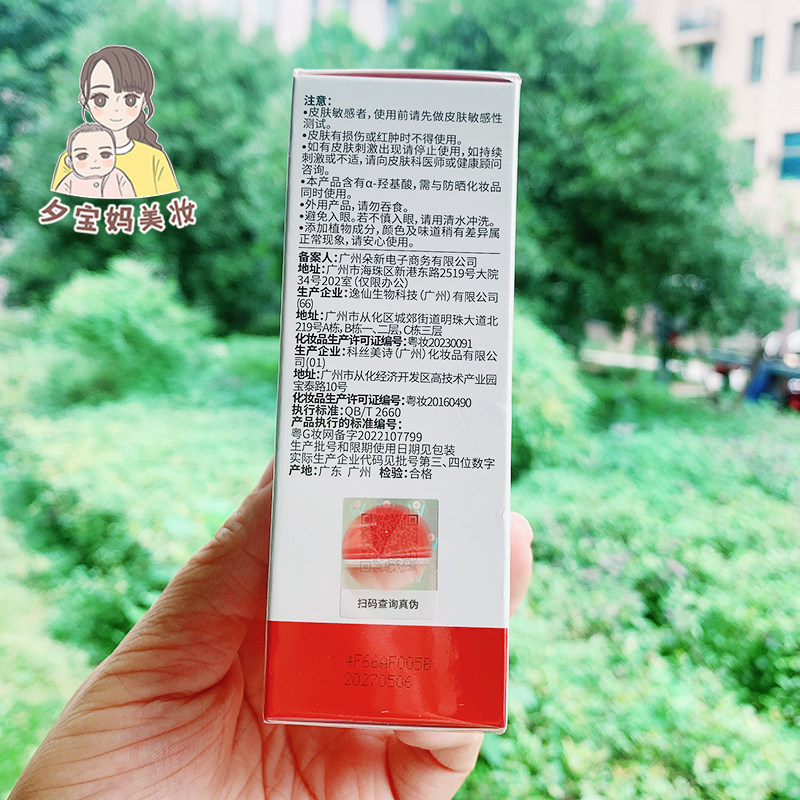 夕宝妈美妆
注意：
•皮肤敏感者，使用前请先做皮肤敏感性
测试。
•皮肤有损伤或红肿时不得使用。
•如有皮肤刺激出现请停止使用，如持续
刺激或不适，请向皮肤科医师或健康顾问
咨询。
•本产品含有α-羟基酸，需与防晒化妆品
同时使用。
•外用产品，请勿吞食。
•避免入眼。若不慎入眼，请用清水冲洗。
•添加植物成分，颜色及味道稍有差异属
正常现象，请安心使用。
备案人：广州朵新电子商务有限公司
地址：广州市海珠区新港东路2519号大院
34号202室（仅限办公）
生产企业：逸仙生物科技（广州）有限公司
(66)
地址：广州市从化区城郊街道明珠大道北
219号A栋，B栋一、二层，C栋三层
化妆品生产许可证编号：粤妆20230091
生产企业：科丝美诗（广州）化妆品有限公
司(01)
地址：广州市从化经济开发区高技术产业园
宝泰路10号
化妆品生产许可证编号：粤妆20160490
执行标准：QB/T 2660
产品执行的标准编号：
粤G妆网备字2022107799
生产批号和限期使用日期见包装
实际生产企业代码见批号第三、四位数字
产地：广东 广州 检验：合格
扫码查询真伪
4F66AF005B
20270506